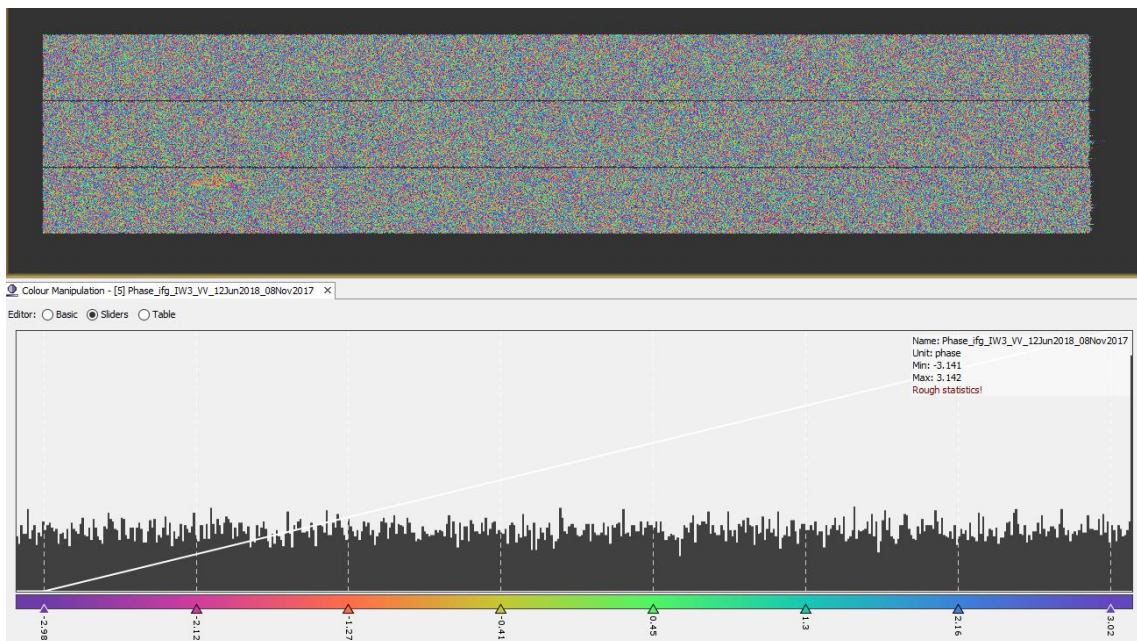 Colour Manipulation - [5] Phase_ifg_IW3_VV_12Jun2018_08Nov2017 X
Editor: Basic Sliders Table
Name: Phase_ifg_IW3_VV_12Jun2018_08Nov2017
Unit: phase
Min: -3.141
Max: 3.142
Rough statistics!
-2.98 -2.12 -1.27 -0.41 0.45 1.3 2.16 3.02